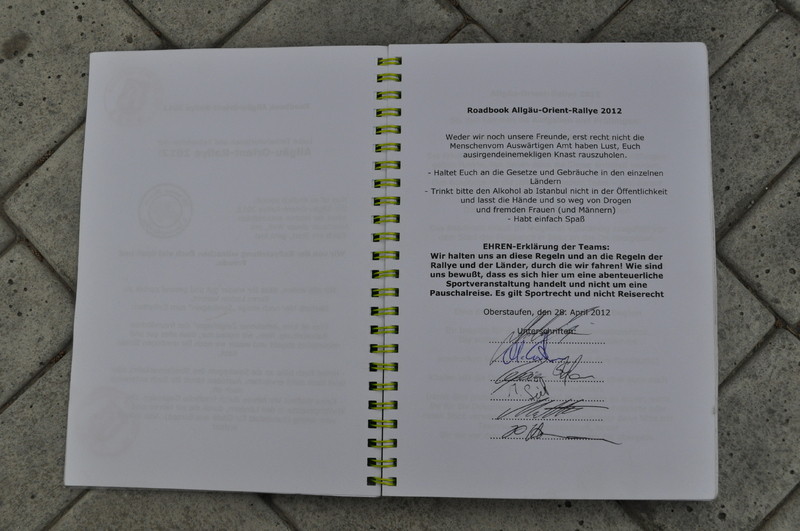 Roadbook Allgäu-Orient-Rallye 2012
Weder wir noch unsere Freunde, erst recht nicht die
Menschenvom Auswärtigen Amt haben Lust, Euch
ausirgendeinemekligen Knast rauszuholen.
- Haltet Euch an die Gesetze und Gebräuche in den einzelnen
Ländern
- Trinkt bitte den Alkohol ab Istanbul nicht in der Öffentlichkeit
und lasst die Hände und so weg von Drogen
und fremden Frauen (und Männern)
- Habt einfach Spaß
EHREN-Erklärung der Teams:
Wir halten uns an diese Regeln und an die Regeln der
Rallye und der Länder, durch die wir fahren! Wie sind
uns bewußt, dass es sich hier um eine abenteuerliche
Sportveranstaltung handelt und nicht um eine
Pauschalreise. Es gilt Sportrecht und nicht Reiserecht
Oberstaufen, den 28. April 2012
Unterschriften: